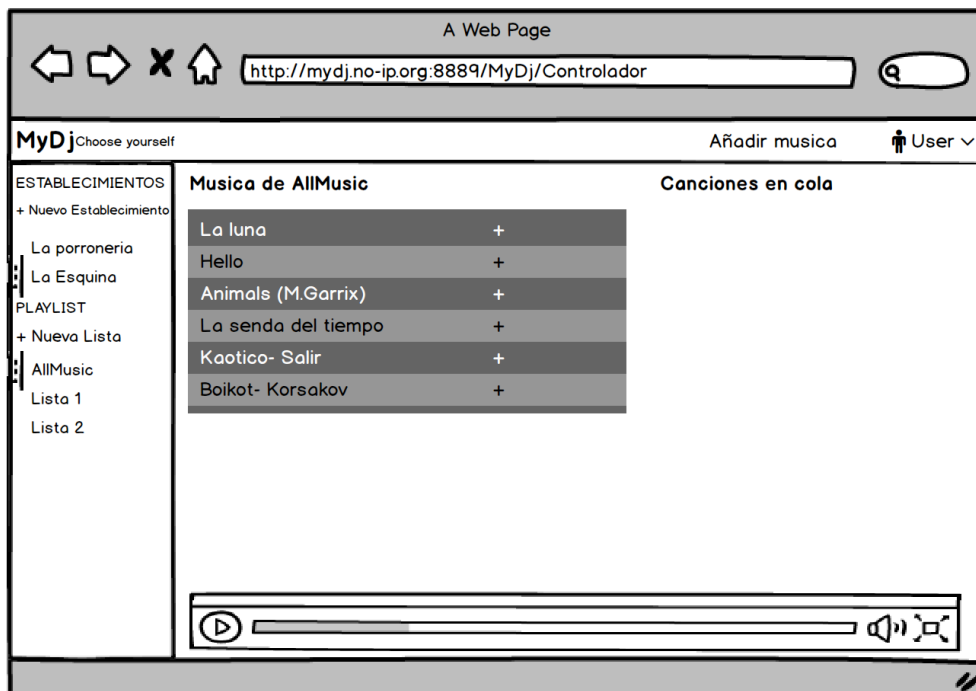 A Web Page
http://mydj.no-ip.org:8889/MyDj/Controlador
MyDj Choose yourself
Añadir musica
User
ESTABLECIMIENTOS
+ Nuevo Establecimiento
La porroneria
La Esquina
PLAYLIST
+ Nueva Lista
AllMusic
Lista 1
Lista 2
Musica de AllMusic
La luna +
Hello +
Animals (M.Garrix) +
La senda del tiempo +
Kaotico- Salir +
Boikot- Korsakov +
Canciones en cola